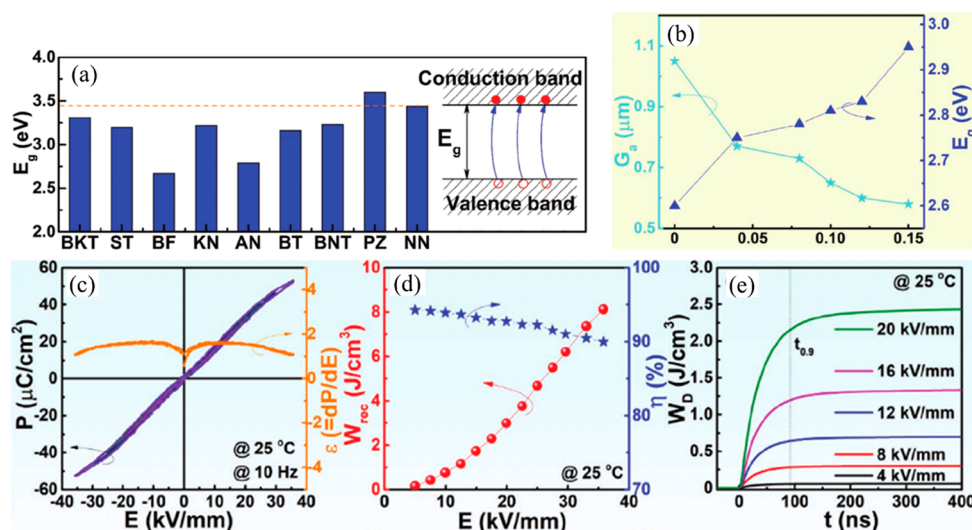 (a)
4.0
3.5
3.0
2.5
2.0
E_g (eV)
BKT ST BF KN AN BT BNT PZ NN
Conduction band
E_g
Valence band
(b)
1.1
0.9
0.7
0.5
G_a (μm)
0 0.05 0.10 0.15
3.0
2.9
2.8
2.7
2.6
E_g (eV)
(c)
60
40
20
0
-20
-40
-60
P (μC/cm²)
-40 -30 -20 -10 0 10 20 30 40
E (kV/mm)
4
2
0
2
4
ε (=dP/dE)
@ 25 °C
@ 10 Hz
(d)
10
8
6
4
2
0
W_rec (J/cm³)
0 10 20 30 40
E (kV/mm)
100
90
80
70
η (%)
@ 25 °C
(e)
3.0
2.5
2.0
1.5
1.0
0.5
0.0
W_D (J/cm³)
0 100 200 300 400
t (ns)
@ 25 °C
20 kV/mm
t_0.9
16 kV/mm
12 kV/mm
8 kV/mm
4 kV/mm